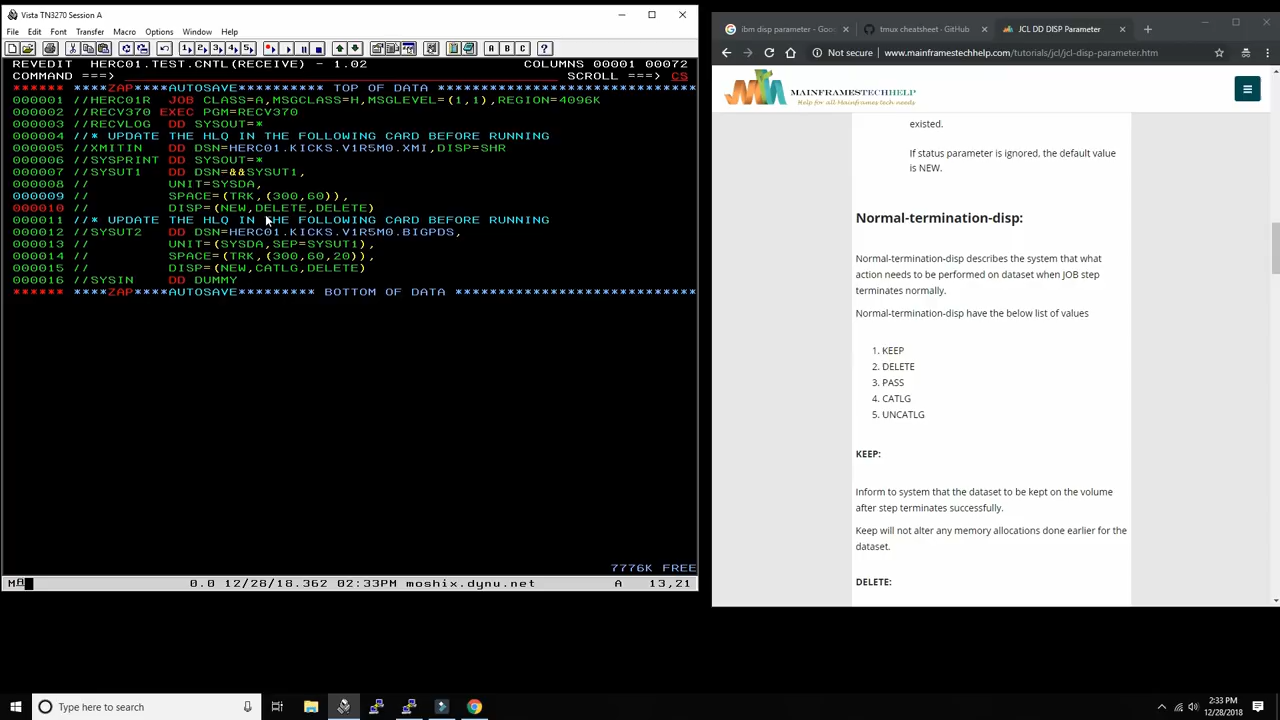 Vista TN3270 Session A
File Edit Font Transfer Macro Options Window Help
REVEDIT HERC01.TEST.CNTL(RECEIVE) - 1.02 COLUMNS 00001 00072
COMMAND ===> SCROLL ===> CS
****** ****ZAP****AUTOSAVE********* TOP OF DATA ****************************
000001 //HERC01R JOB CLASS=A,MSGCLASS=H,MSGLEVEL=(1,1),REGION=4096K
000002 //RECV370 EXEC PGM=RECV370
000003 //RECVLOG DD SYSOUT=*
000004 //* UPDATE THE HLQ IN THE FOLLOWING CARD BEFORE RUNNING
000005 //XMITIN DD DSN=HERC01.KICKS.V1R5M0.XMI,DISP=SHR
000006 //SYSPRINT DD SYSOUT=*
000007 //SYSUT1 DD DSN=&&SYSUT1,
000008 // UNIT=SYSDA,
000009 // SPACE=(TRK,(300,60)),
000010 // DISP=(NEW,DELETE,DELETE)
000011 //* UPDATE THE HLQ IN THE FOLLOWING CARD BEFORE RUNNING
000012 //SYSUT2 DD DSN=HERC01.KICKS.V1R5M0.BIGPDS,
000013 // UNIT=(SYSDA,SEP=SYSUT1),
000014 // SPACE=(TRK,(300,60,20)),
000015 // DISP=(NEW,CATLG,DELETE)
000016 //SYSIN DD DUMMY
****** ****ZAP****AUTOSAVE********* BOTTOM OF DATA ****************************
7776K FREE
0.0 12/28/18.362 02:33PM moshix.dynu.net A 13,21
ibm disp parameter - Goo
tmux cheatsheet · GitHub
JCL DD DISP Parameter
Not secure www.mainframestechhelp.com/tutorials/jcl/jcl-disp-parameter.htm
MAINFRAMESTECHHELP
Help for all Mainframes tech needs
existed.
If status parameter is ignored, the default value
is NEW.
Normal-termination-disp:
Normal-termination-disp describes the system that what
action needs to be performed on dataset when JOB step
terminates normally.
Normal-termination-disp have the below list of values
1. KEEP
2. DELETE
3. PASS
4. CATLG
5. UNCATLG
KEEP:
Inform to system that the dataset to be kept on the volume
after step terminates successfully.
Keep will not alter any memory allocations done earlier for the
dataset.
DELETE:
Type here to search
2:33 PM
12/28/2018